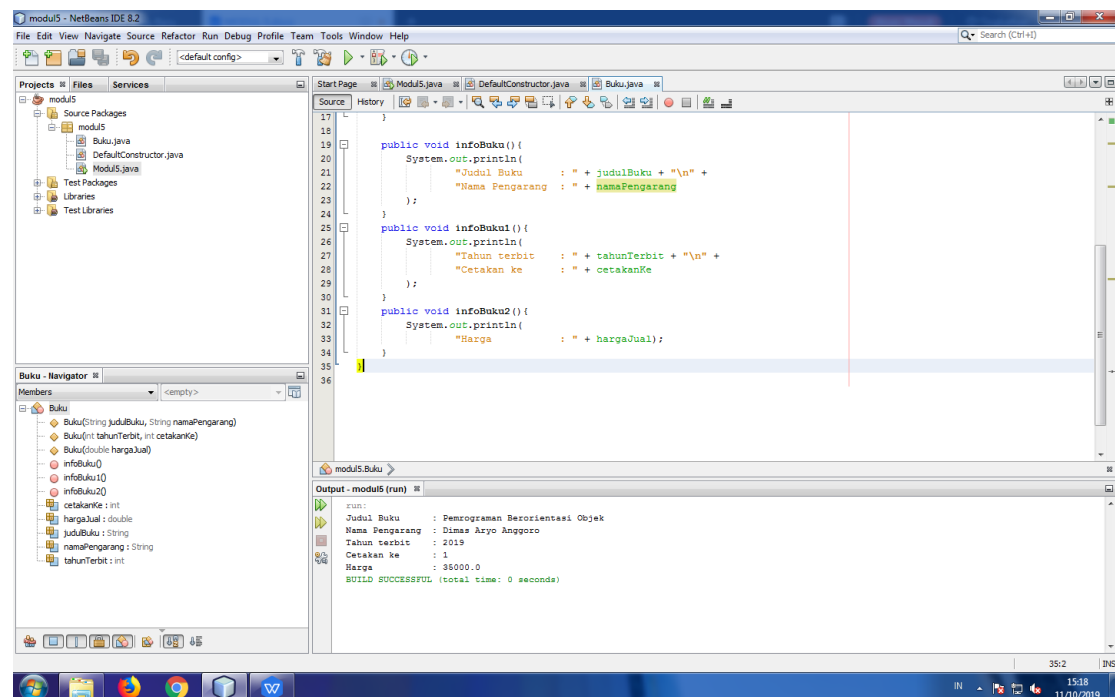 modul5 - NetBeans IDE 8.2
File Edit View Navigate Source Refactor Run Debug Profile Team Tools Window Help
Search (Ctrl+I)
<default config>
Projects Files Services
modul5
Source Packages
modul5
Buku.java
DefaultConstructor.java
Modul5.java
Test Packages
Libraries
Test Libraries
Start Page Modul5.java DefaultConstructor.java Buku.java
Source History
17 }
18
19 public void infoBuku(){
20 System.out.println(
21 "Judul Buku : " + judulBuku + "\n" +
22 "Nama Pengarang : " + namaPengarang
23 );
24 }
25 public void infoBuku1(){
26 System.out.println(
27 "Tahun terbit : " + tahunTerbit + "\n" +
28 "Cetakan ke : " + cetakanKe
29 );
30 }
31 public void infoBuku2(){
32 System.out.println(
33 "Harga : " + hargaJual);
34 }
35 }
36
modul5.Buku
Buku - Navigator
Members <empty>
Buku
Buku(String judulBuku, String namaPengarang)
Buku(int tahunTerbit, int cetakanKe)
Buku(double hargaJual)
infoBuku()
infoBuku1()
infoBuku2()
cetakanKe : int
hargaJual : double
judulBuku : String
namaPengarang : String
tahunTerbit : int
Output - modul5 (run)
run:
Judul Buku : Pemrograman Berorientasi Objek
Nama Pengarang : Dimas Aryo Anggoro
Tahun terbit : 2019
Cetakan ke : 1
Harga : 35000.0
BUILD SUCCESSFUL (total time: 0 seconds)
35:2 INS
IN
15:18
11/10/2019